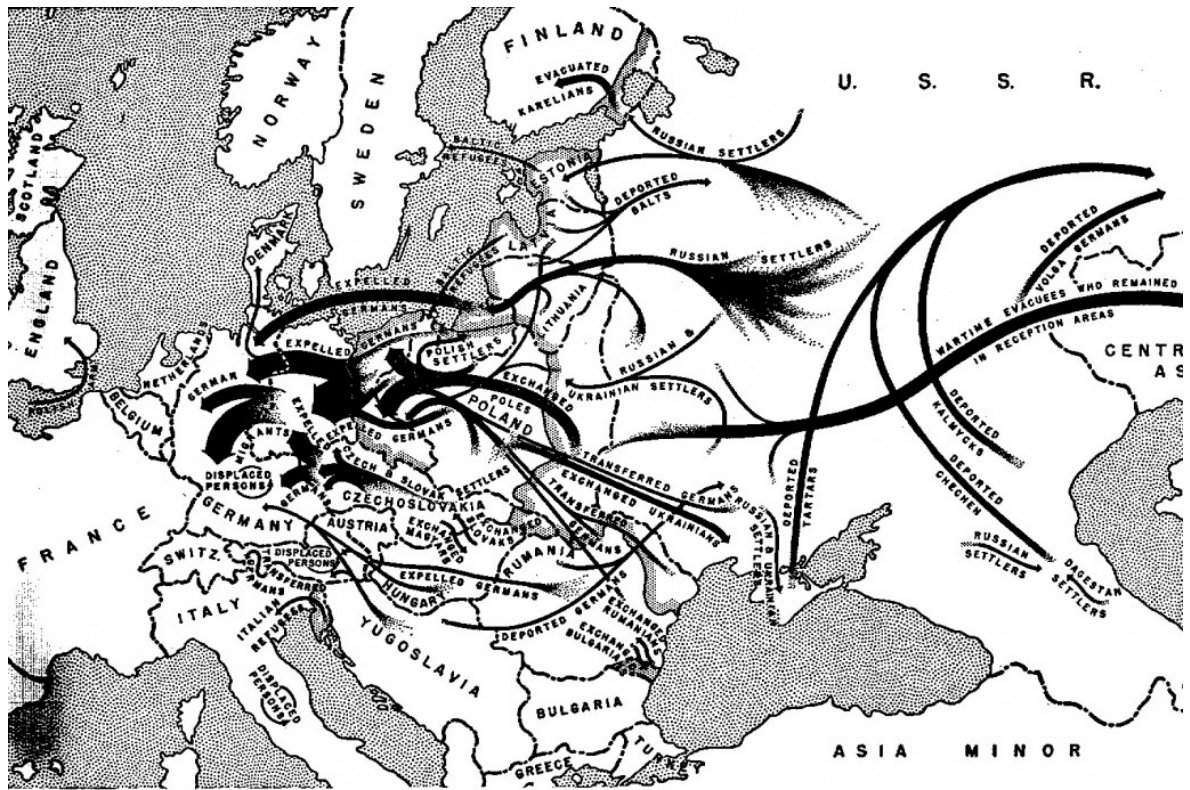 FINLAND
U. S. S. R.
NORWAY
SWEDEN
EVACUATED
KARELIANS
SCOTLAND
RUSSIAN SETTLERS
BALTIC
REFUGEES
ESTONIA
DEPORTED
BALTS
DEPORTED
VOLGA GERMANS
DENMARK
RUSSIAN SETTLERS
ENGLAND
EXPELLED
GERMANS
LITHUANIA
WARTIME EVACUEES WHO REMAINED
IN RECEPTION AREAS
NETHERLANDS
EXPELLED
GERMANS
POLISH
SETTLERS
RUSSIAN &
UKRAINIAN SETTLERS
CENTR
AS
BELGIUM
GERMAN
MIGRANTS
EXCHANGED
POLES
POLAND
EXPELLED GERMANS
DEPORTED
KALMYCKS
DISPLACED
PERSONS
CZECH & SLOVAK SETTLERS
CZECHOSLOVAKIA
TRANSFERRED GERMANS
EXCHANGED UKRAINIANS
DEPORTED
TARTARS
DEPORTED
CHECHEN
FRANCE
GERMANY
AUSTRIA
EXCHANGED
MAGYARS
EXCHANGED
SLOVAKS
TRANSFERRED
GERMANS
RUSSIAN & UKRAINIAN
SETTLERS
SWITZ.
DISPLACED
PERSONS
RUMANIA
RUSSIAN
SETTLERS
DAGESTAN
SETTLERS
TRANSFERRED
GERMANS
HUNGARY
EXPELLED GERMANS
ITALY
ITALIAN
REFUGEES
YUGOSLAVIA
DEPORTED GERMANS
EXCHANGED
RUMANIANS
EXCHANGED
BULGARIANS
DISPLACED
PERSONS
BULGARIA
ASIA MINOR
GREECE
TURKEY